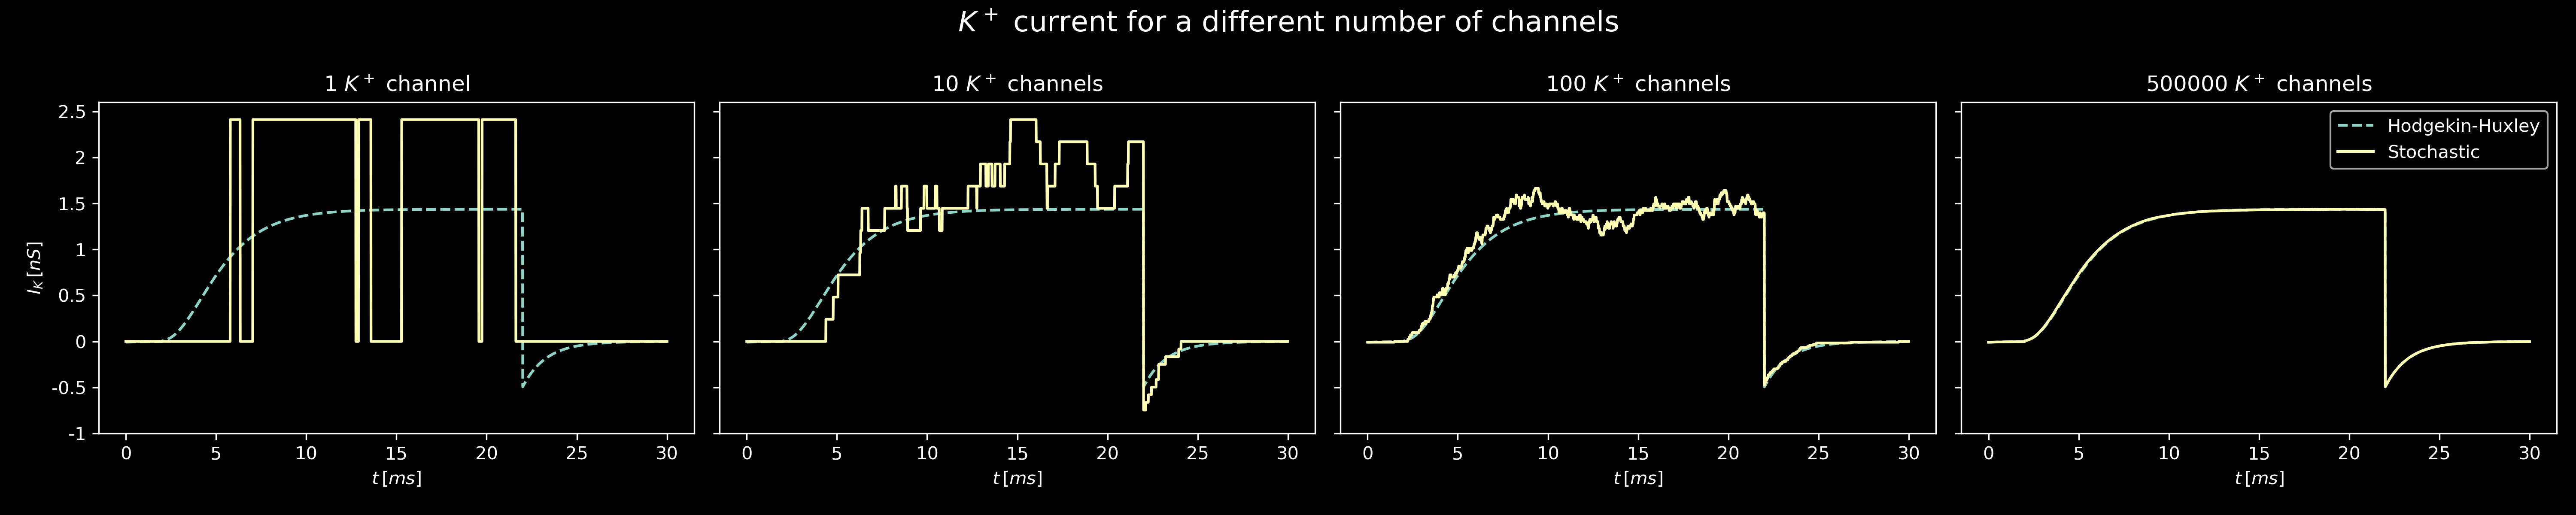 K⁺ current for a different number of channels
1 K⁺ channel
10 K⁺ channels
100 K⁺ channels
500000 K⁺ channels
2.5
2
1.5
1
0.5
0
-0.5
-1
I_K [nS]
Hodgekin-Huxley
Stochastic
0 5 10 15 20 25 30
0 5 10 15 20 25 30
0 5 10 15 20 25 30
0 5 10 15 20 25 30
t [ms]
t [ms]
t [ms]
t [ms]